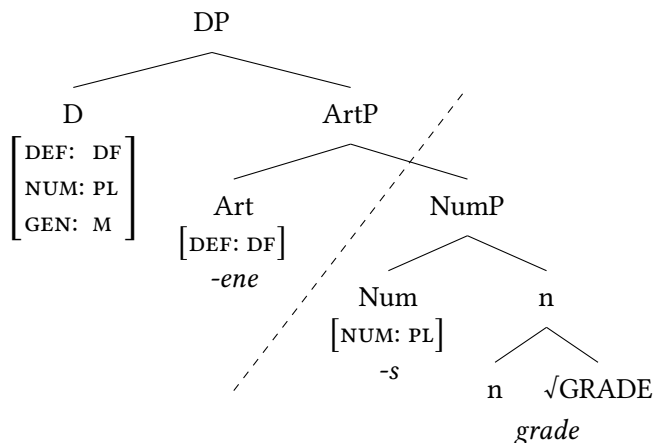 DP
D ArtP
DEF: DF
NUM: PL
GEN: M
Art NumP
[DEF: DF]
-ene
Num n
[NUM: PL]
-s
n √GRADE
grade